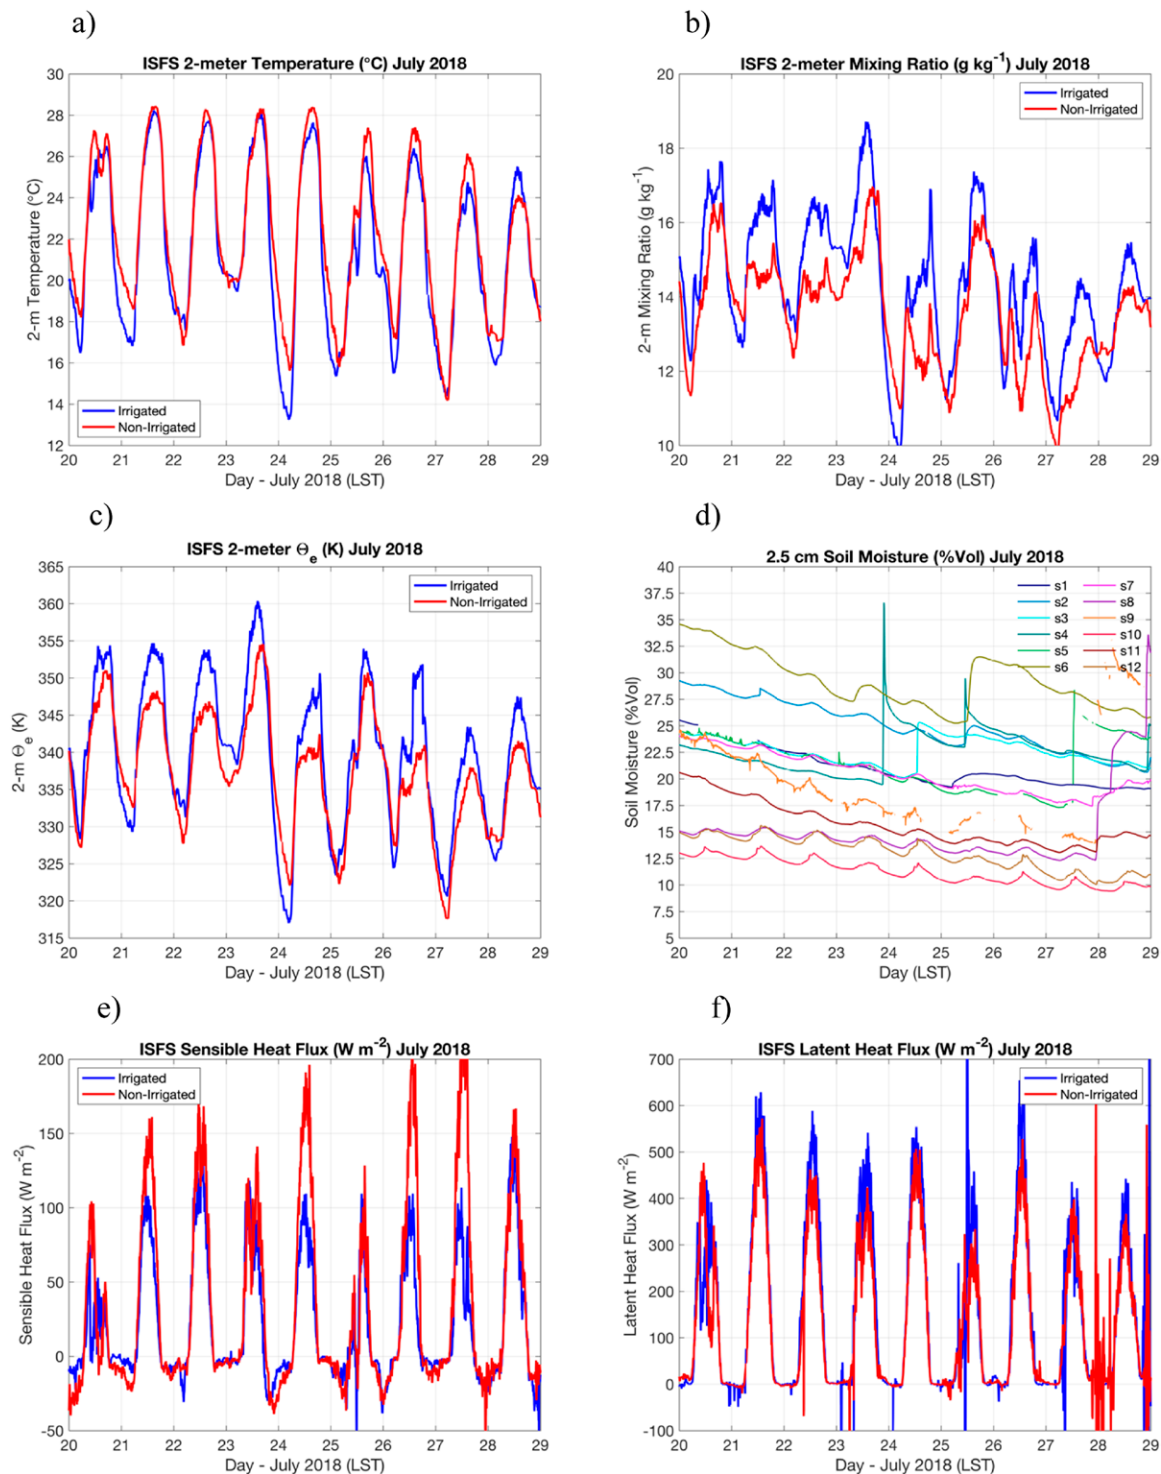 a)
ISFS 2-meter Temperature (°C) July 2018
30
28
26
24
22
20
18
16
14
12
2-m Temperature (°C)
Irrigated
Non-Irrigated
20 21 22 23 24 25 26 27 28 29
Day - July 2018 (LST)
b)
ISFS 2-meter Mixing Ratio (g kg⁻¹) July 2018
20
18
16
14
12
10
2-m Mixing Ratio (g kg⁻¹)
Irrigated
Non-Irrigated
20 21 22 23 24 25 26 27 28 29
Day - July 2018 (LST)
c)
ISFS 2-meter Θₑ (K) July 2018
365
360
355
350
345
340
335
330
325
320
315
2-m Θₑ (K)
Irrigated
Non-Irrigated
20 21 22 23 24 25 26 27 28 29
Day - July 2018 (LST)
d)
2.5 cm Soil Moisture (%Vol) July 2018
40
37.5
35
32.5
30
27.5
25
22.5
20
17.5
15
12.5
10
7.5
5
Soil Moisture (%Vol)
s1 s7
s2 s8
s3 s9
s4 s10
s5 s11
s6 s12
20 21 22 23 24 25 26 27 28 29
Day (LST)
e)
ISFS Sensible Heat Flux (W m⁻²) July 2018
200
150
100
50
0
-50
Sensible Heat Flux (W m⁻²)
Irrigated
Non-Irrigated
20 21 22 23 24 25 26 27 28 29
Day - July 2018 (LST)
f)
ISFS Latent Heat Flux (W m⁻²) July 2018
700
600
500
400
300
200
100
0
-100
Latent Heat Flux (W m⁻²)
Irrigated
Non-Irrigated
20 21 22 23 24 25 26 27 28 29
Day - July 2018 (LST)